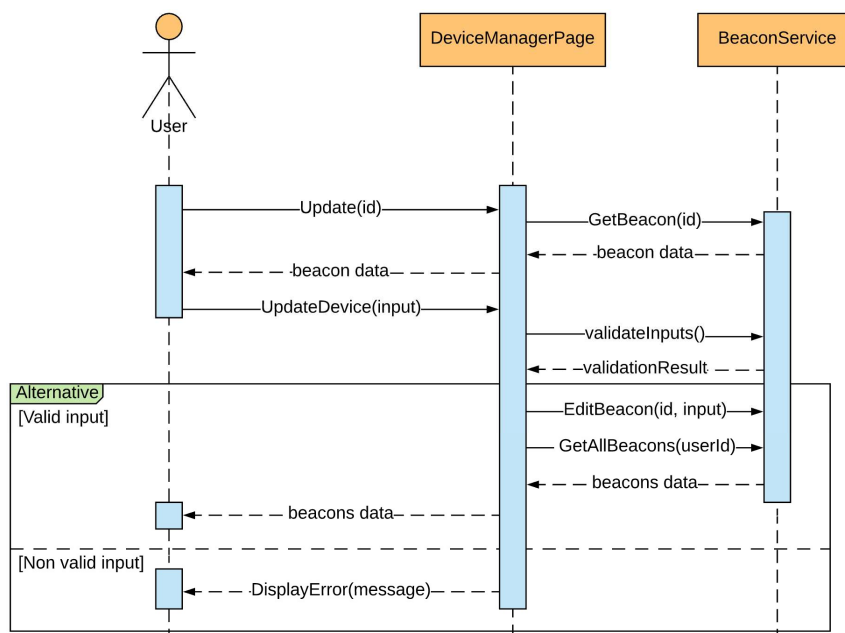 DeviceManagerPage
BeaconService
User
Update(id)
GetBeacon(id)
beacon data
beacon data
UpdateDevice(input)
validateInputs()
validationResult
Alternative
[Valid input]
EditBeacon(id, input)
GetAllBeacons(userId)
beacons data
beacons data
[Non valid input]
DisplayError(message)